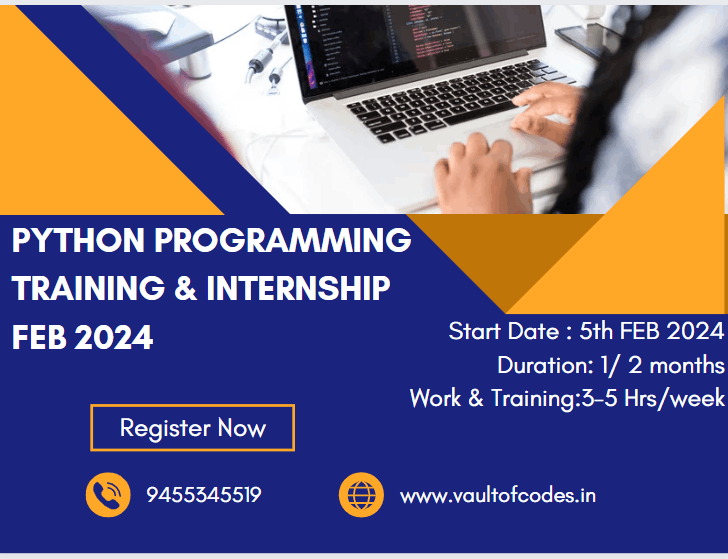 PYTHON PROGRAMMING
TRAINING & INTERNSHIP
FEB 2024
Start Date : 5th FEB 2024
Duration: 1/ 2 months
Work & Training:3-5 Hrs/week
Register Now
9455345519
www.vaultofcodes.in